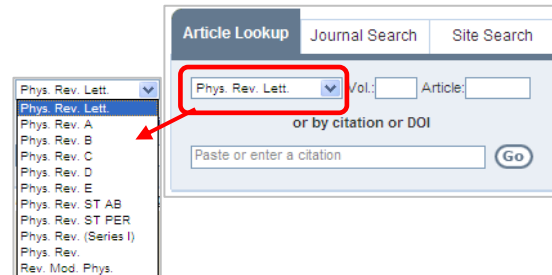 Article Lookup Journal Search Site Search
Phys. Rev. Lett. Vol.: Article:
or by citation or DOI
Paste or enter a citation Go
Phys. Rev. Lett.
Phys. Rev. Lett.
Phys. Rev. A
Phys. Rev. B
Phys. Rev. C
Phys. Rev. D
Phys. Rev. E
Phys. Rev. ST AB
Phys. Rev. ST PER
Phys. Rev. (Series I)
Phys. Rev.
Rev. Mod. Phys.